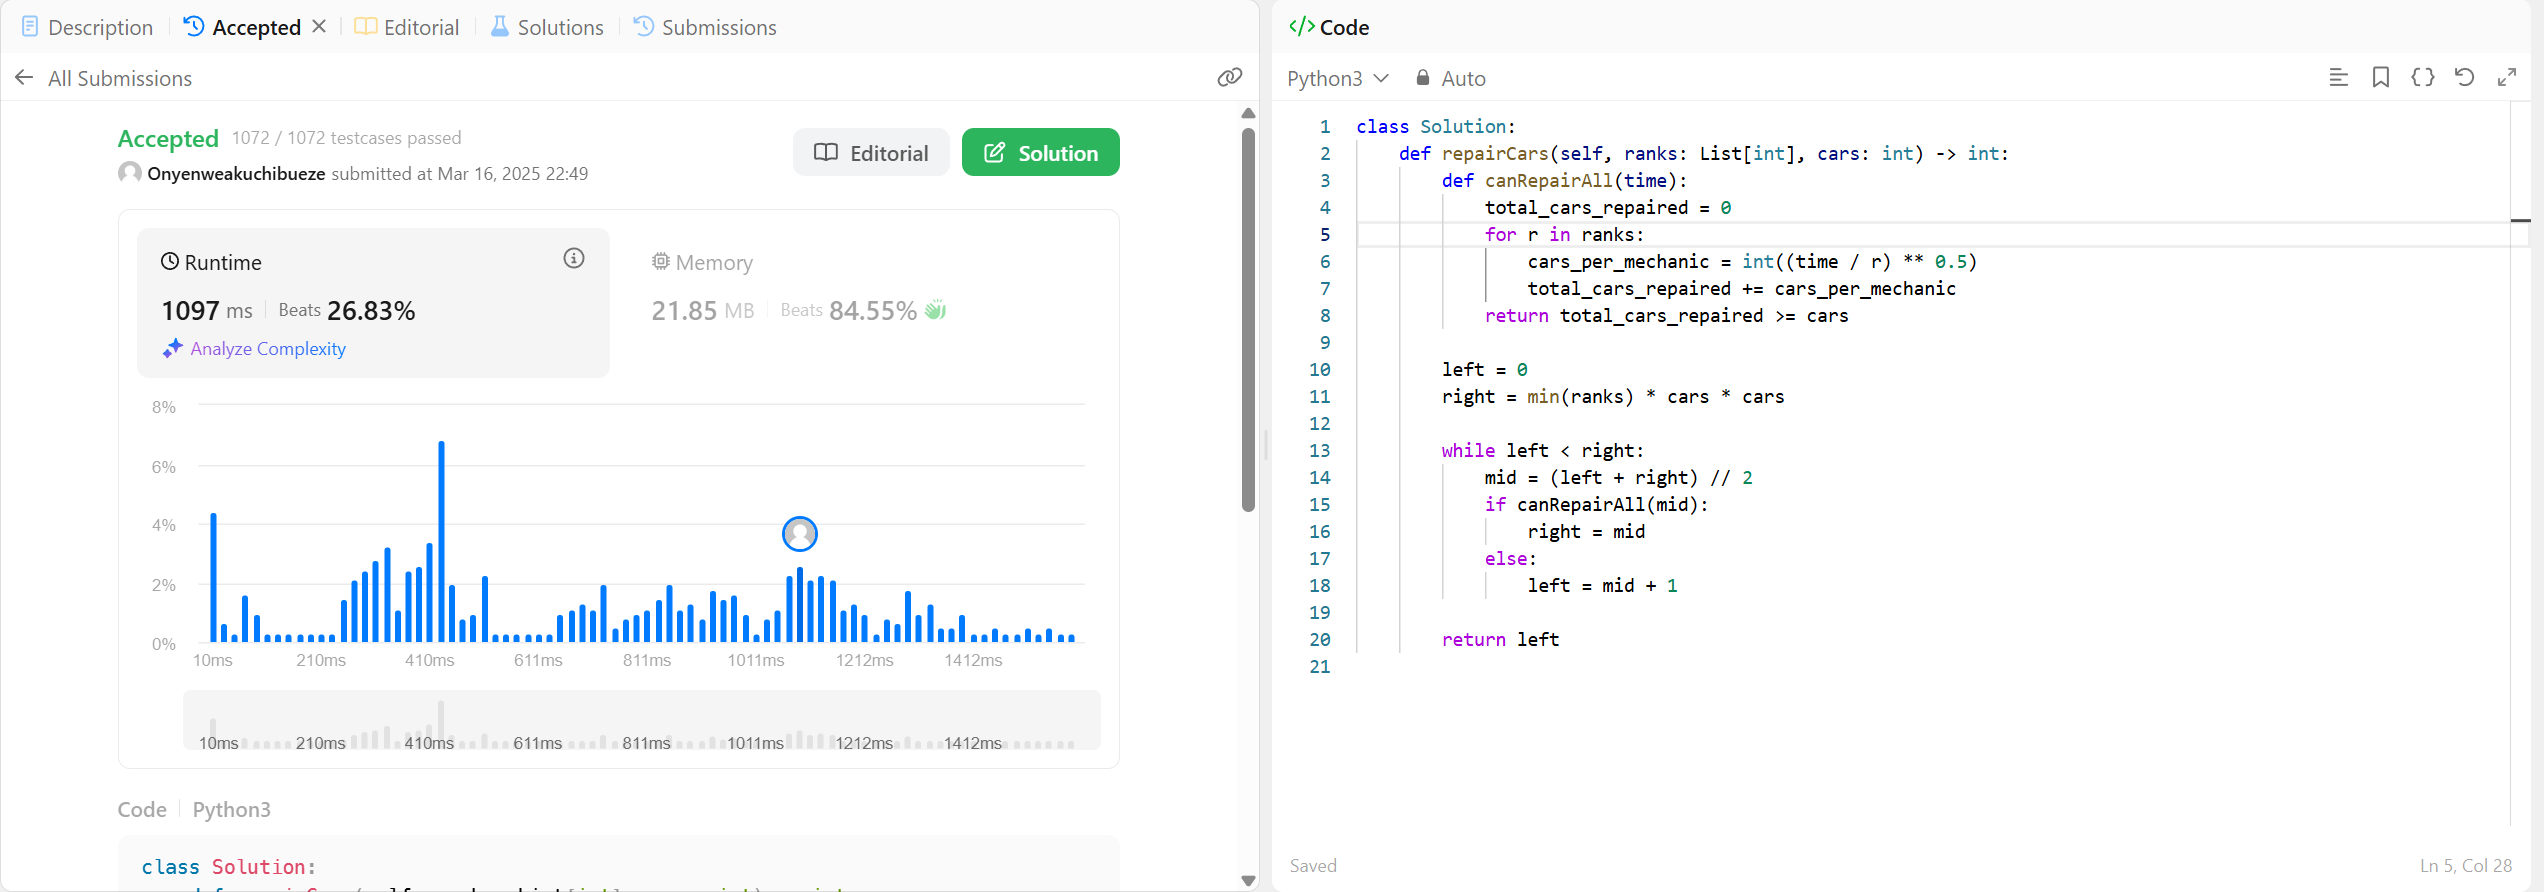 Description
Accepted
Editorial
Solutions
Submissions
All Submissions
Accepted 1072 / 1072 testcases passed
Onyenweakuchibueze submitted at Mar 16, 2025 22:49
Editorial
Solution
Runtime
1097 ms Beats 26.83%
Analyze Complexity
Memory
21.85 MB Beats 84.55%
8%
6%
4%
2%
0%
10ms 210ms 410ms 611ms 811ms 1011ms 1212ms 1412ms
10ms 210ms 410ms 611ms 811ms 1011ms 1212ms 1412ms
Code Python3
class Solution:
</> Code
Python3 Auto
1 class Solution:
2     def repairCars(self, ranks: List[int], cars: int) -> int:
3         def canRepairAll(time):
4             total_cars_repaired = 0
5             for r in ranks:
6                 cars_per_mechanic = int((time / r) ** 0.5)
7                 total_cars_repaired += cars_per_mechanic
8             return total_cars_repaired >= cars
9
10         left = 0
11         right = min(ranks) * cars * cars
12
13         while left < right:
14             mid = (left + right) // 2
15             if canRepairAll(mid):
16                 right = mid
17             else:
18                 left = mid + 1
19
20         return left
21
Saved
Ln 5, Col 28